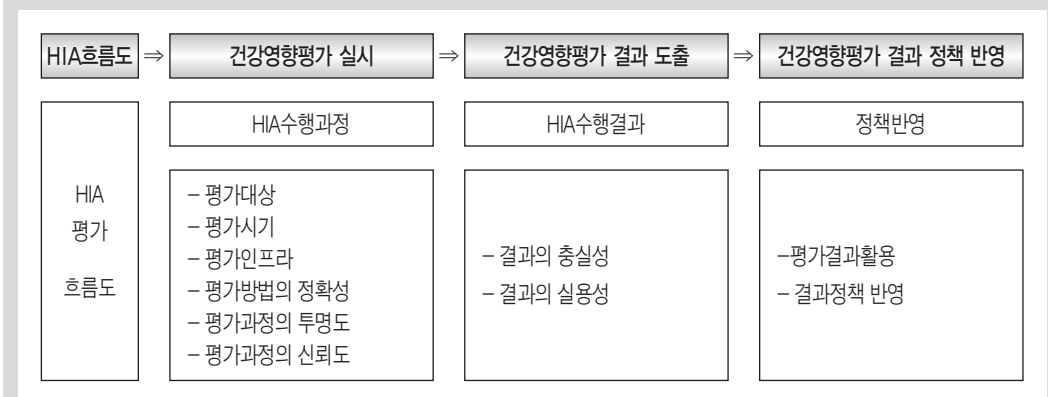 HIA흐름도 ⇒ 건강영향평가 실시 ⇒ 건강영향평가 결과 도출 ⇒ 건강영향평가 결과 정책 반영
HIA수행과정
HIA수행결과
정책반영
HIA
평가
흐름도
– 평가대상
– 평가시기
– 평가인프라
– 평가방법의 정확성
– 평가과정의 투명도
– 평가과정의 신뢰도
– 결과의 충실성
– 결과의 실용성
–평가결과활용
– 결과정책 반영